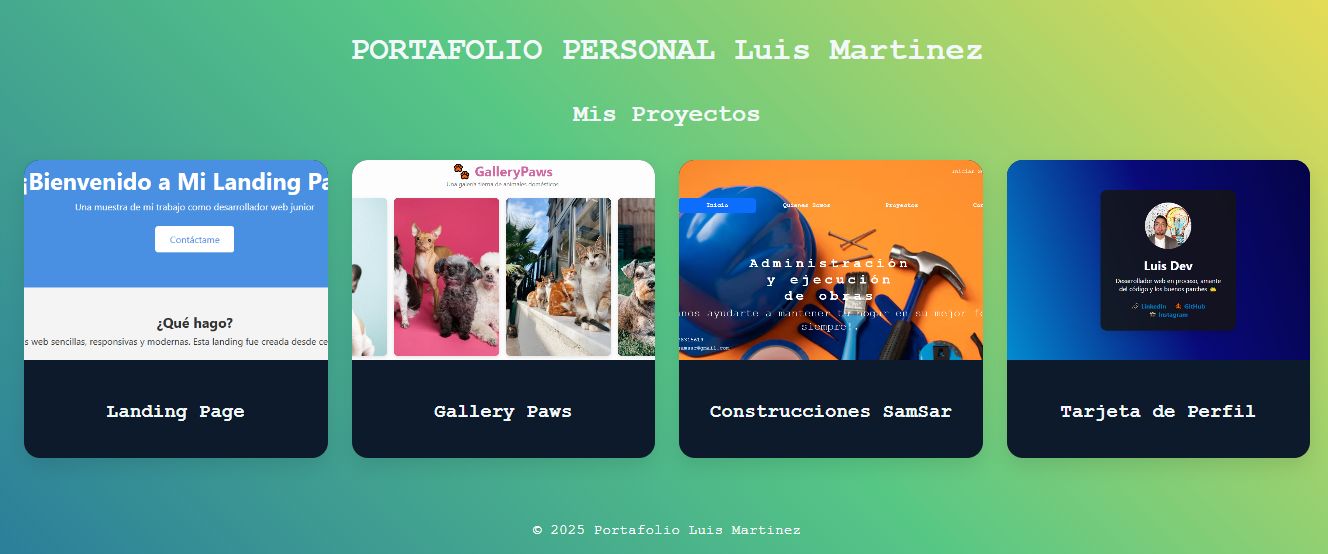 PORTAFOLIO PERSONAL Luis Martinez
Mis Proyectos
¡Bienvenido a Mi Landing Pa
Una muestra de mi trabajo como desarrollador web junior
Contáctame
¿Qué hago?
s web sencillas, responsivas y modernas. Esta landing fue creada desde ce
Landing Page
GalleryPaws
Una galería tierna de animales domésticos
Gallery Paws
Iniciar Se
Inicio Quienes Somos Proyectos Con
Administración
y ejecución
de obras
mos ayudarte a mantener tu hogar en su mejor fo
siempre!.
Construcciones SamSar
Luis Dev
Desarrollador web en proceso, amante
del código y los buenos parches
LinkedIn GitHub
Instagram
Tarjeta de Perfil
© 2025 Portafolio Luis Martinez